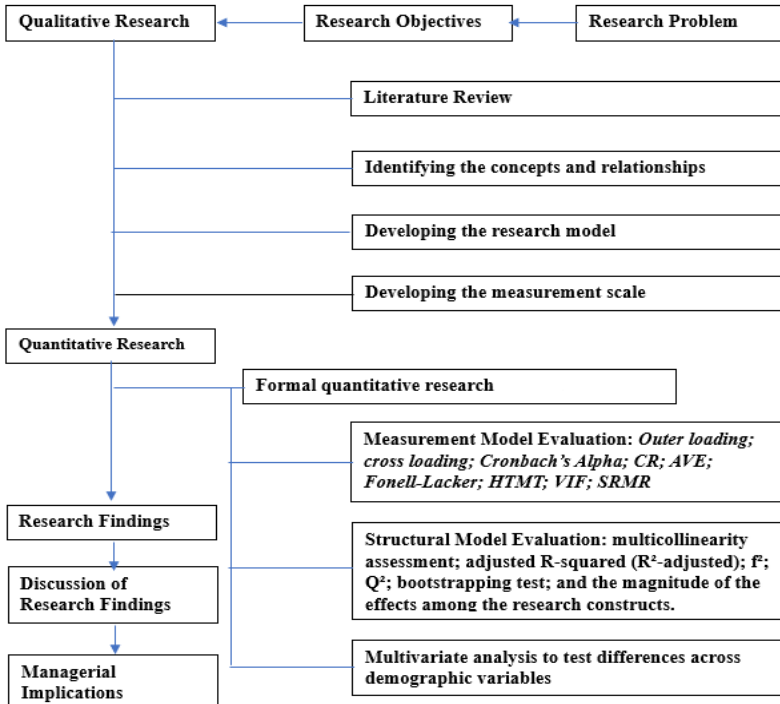 Qualitative Research
Research Objectives
Research Problem
Literature Review
Identifying the concepts and relationships
Developing the research model
Developing the measurement scale
Quantitative Research
Formal quantitative research
Measurement Model Evaluation: Outer loading;
cross loading; Cronbach's Alpha; CR; AVE;
Fonell-Lacker; HTMT; VIF; SRMR
Research Findings
Structural Model Evaluation: multicollinearity
assessment; adjusted R-squared (R²-adjusted); f²;
Q²; bootstrapping test; and the magnitude of the
effects among the research constructs.
Discussion of
Research Findings
Multivariate analysis to test differences across
demographic variables
Managerial
Implications